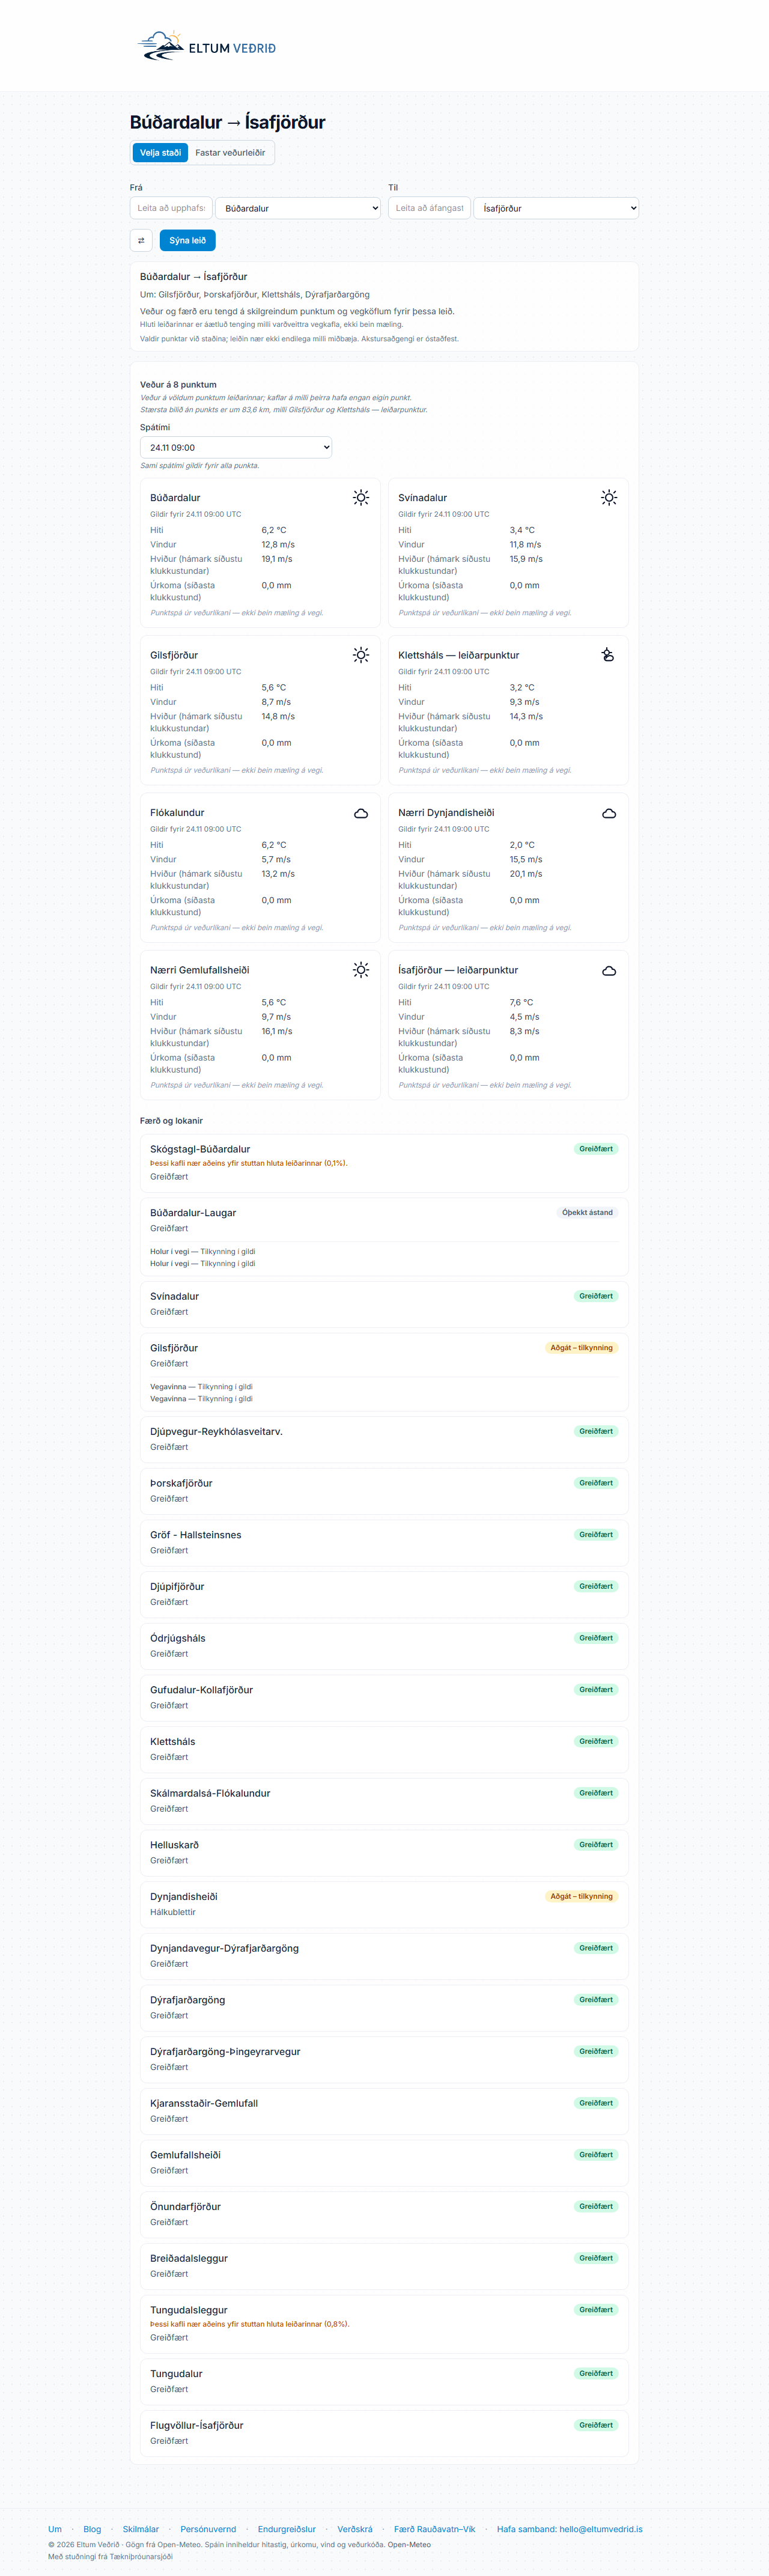 ELTUM VEÐRIÐ
Búðardalur → Ísafjörður
Velja staði Fastar veðurleiðir
Frá Til
Leita að upphafs: Búðardalur Leita að áfangast Ísafjörður
⇄ Sýna leið
Búðardalur → Ísafjörður
Um: Gilsfjörður, Þorskafjörður, Klettsháls, Dýrafjarðargöng
Veður og færð eru tengd á skilgreindum punktum og vegköflum fyrir þessa leið.
Hluti leiðarinnar er áætluð tenging milli varðveittra vegkafla, ekki bein mæling.
Valdir punktar við staðina; leiðin nær ekki endilega milli miðbæja. Akstursaðgengi er óstaðfest.
Veður á 8 punktum
Veður á völdum punktum leiðarinnar; kaflar á milli þeirra hafa engan eigin punkt.
Stærsta bilið án punkts er um 83,6 km, milli Gilsfjörður og Klettsháls — leiðarpunktur.
Spátími
24.11 09:00
Sami spátími gildir fyrir alla punkta.
Búðardalur
Gildir fyrir 24.11 09:00 UTC
Hiti 6,2 °C
Vindur 12,8 m/s
Hviður (hámark síðustu 19,1 m/s
klukkustundar)
Úrkoma (síðasta 0,0 mm
klukkustund)
Punktspá úr veðurlíkani — ekki bein mæling á vegi.
Svínadalur
Gildir fyrir 24.11 09:00 UTC
Hiti 3,4 °C
Vindur 11,8 m/s
Hviður (hámark síðustu 15,9 m/s
klukkustundar)
Úrkoma (síðasta 0,0 mm
klukkustund)
Punktspá úr veðurlíkani — ekki bein mæling á vegi.
Gilsfjörður
Gildir fyrir 24.11 09:00 UTC
Hiti 5,6 °C
Vindur 8,7 m/s
Hviður (hámark síðustu 14,8 m/s
klukkustundar)
Úrkoma (síðasta 0,0 mm
klukkustund)
Punktspá úr veðurlíkani — ekki bein mæling á vegi.
Klettsháls — leiðarpunktur
Gildir fyrir 24.11 09:00 UTC
Hiti 3,2 °C
Vindur 9,3 m/s
Hviður (hámark síðustu 14,3 m/s
klukkustundar)
Úrkoma (síðasta 0,0 mm
klukkustund)
Punktspá úr veðurlíkani — ekki bein mæling á vegi.
Flókalundur
Gildir fyrir 24.11 09:00 UTC
Hiti 6,2 °C
Vindur 5,7 m/s
Hviður (hámark síðustu 13,2 m/s
klukkustundar)
Úrkoma (síðasta 0,0 mm
klukkustund)
Punktspá úr veðurlíkani — ekki bein mæling á vegi.
Nærri Dynjandisheiði
Gildir fyrir 24.11 09:00 UTC
Hiti 2,0 °C
Vindur 15,5 m/s
Hviður (hámark síðustu 20,1 m/s
klukkustundar)
Úrkoma (síðasta 0,0 mm
klukkustund)
Punktspá úr veðurlíkani — ekki bein mæling á vegi.
Nærri Gemlufallsheiði
Gildir fyrir 24.11 09:00 UTC
Hiti 5,6 °C
Vindur 9,7 m/s
Hviður (hámark síðustu 16,1 m/s
klukkustundar)
Úrkoma (síðasta 0,0 mm
klukkustund)
Punktspá úr veðurlíkani — ekki bein mæling á vegi.
Ísafjörður — leiðarpunktur
Gildir fyrir 24.11 09:00 UTC
Hiti 7,6 °C
Vindur 4,5 m/s
Hviður (hámark síðustu 8,3 m/s
klukkustundar)
Úrkoma (síðasta 0,0 mm
klukkustund)
Punktspá úr veðurlíkani — ekki bein mæling á vegi.
Færð og lokanir
Skógstagl-Búðardalur Greiðfært
Þessi kafli nær aðeins yfir stuttan hluta leiðarinnar (0,1%).
Greiðfært
Búðardalur-Laugar Óþekkt ástand
Greiðfært
Holur í vegi — Tilkynning í gildi
Holur í vegi — Tilkynning í gildi
Svínadalur Greiðfært
Greiðfært
Gilsfjörður Aðgát – tilkynning
Greiðfært
Vegavinna — Tilkynning í gildi
Vegavinna — Tilkynning í gildi
Djúpvegur-Reykhólasveitarv. Greiðfært
Greiðfært
Þorskafjörður Greiðfært
Greiðfært
Gröf - Hallsteinsnes Greiðfært
Greiðfært
Djúpifjörður Greiðfært
Greiðfært
Ódrjúgsháls Greiðfært
Greiðfært
Gufudalur-Kollafjörður Greiðfært
Greiðfært
Klettsháls Greiðfært
Greiðfært
Skálmardalsá-Flókalundur Greiðfært
Greiðfært
Helluskarð Greiðfært
Greiðfært
Dynjandisheiði Aðgát – tilkynning
Hálkublettir
Dynjandavegur-Dýrafjarðargöng Greiðfært
Greiðfært
Dýrafjarðargöng Greiðfært
Greiðfært
Dýrafjarðargöng-Þingeyrarvegur Greiðfært
Greiðfært
Kjaransstaðir-Gemlufall Greiðfært
Greiðfært
Gemlufallsheiði Greiðfært
Greiðfært
Önundarfjörður Greiðfært
Greiðfært
Breiðadalsleggur Greiðfært
Greiðfært
Tungudalsleggur Greiðfært
Þessi kafli nær aðeins yfir stuttan hluta leiðarinnar (0,8%).
Greiðfært
Tungudalur Greiðfært
Greiðfært
Flugvöllur-Ísafjörður Greiðfært
Greiðfært
Um · Blog · Skilmálar · Persónuvernd · Endurgreiðslur · Verðskrá · Færð Rauðavatn–Vík · Hafa samband: hello@eltumvedrid.is
© 2026 Eltum Veðrið · Gögn frá Open-Meteo. Spáin inniheldur hitastig, úrkomu, vind og veðurkóða. Open-Meteo
Með stuðningi frá Tækniþróunarsjóði